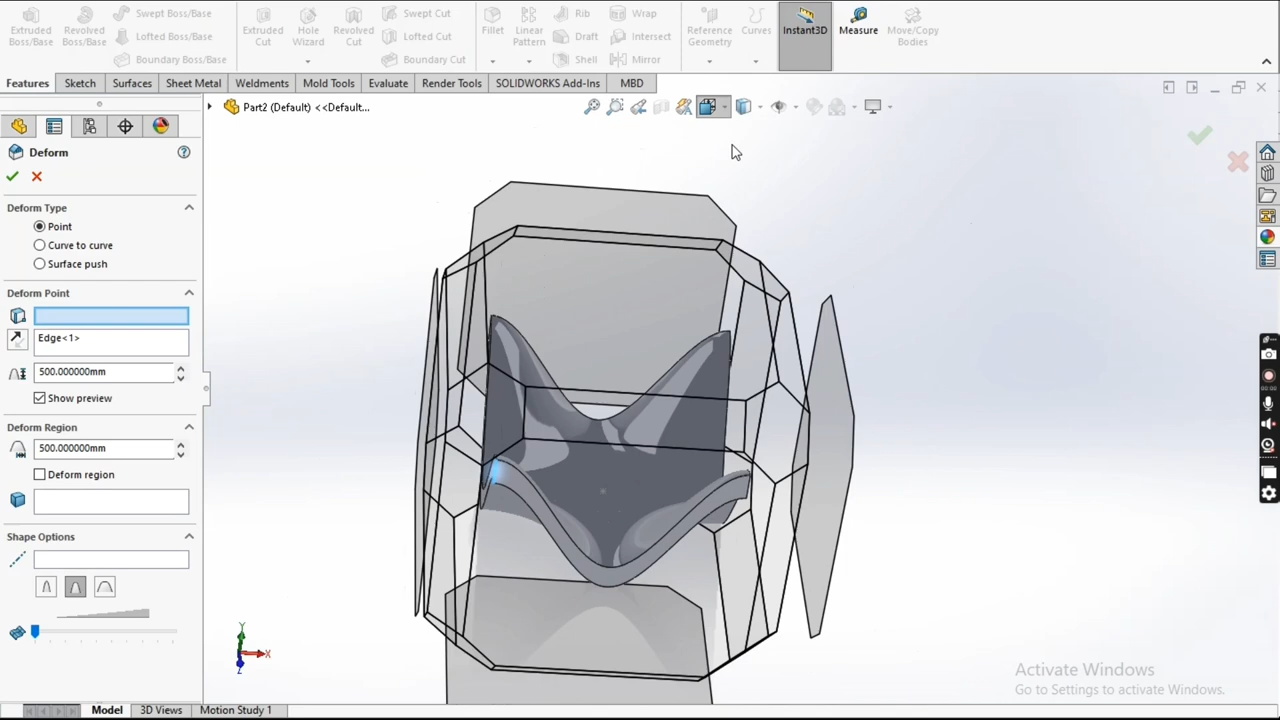 Extruded Boss/Base
Revolved Boss/Base
Swept Boss/Base
Lofted Boss/Base
Boundary Boss/Base
Extruded Cut
Hole Wizard
Revolved Cut
Swept Cut
Lofted Cut
Boundary Cut
Fillet
Linear Pattern
Rib
Draft
Shell
Wrap
Intersect
Mirror
Reference Geometry
Curves
Instant3D
Measure
Move/Copy Bodies
Features
Sketch
Surfaces
Sheet Metal
Weldments
Mold Tools
Evaluate
Render Tools
SOLIDWORKS Add-Ins
MBD
Part2 (Default) <<Default...
Deform
Deform Type
Point
Curve to curve
Surface push
Deform Point
Edge<1>
500.000000mm
Show preview
Deform Region
500.000000mm
Deform region
Shape Options
Y
X
Z
00:00
Activate Windows
Go to Settings to activate Windows.
Model
3D Views
Motion Study 1